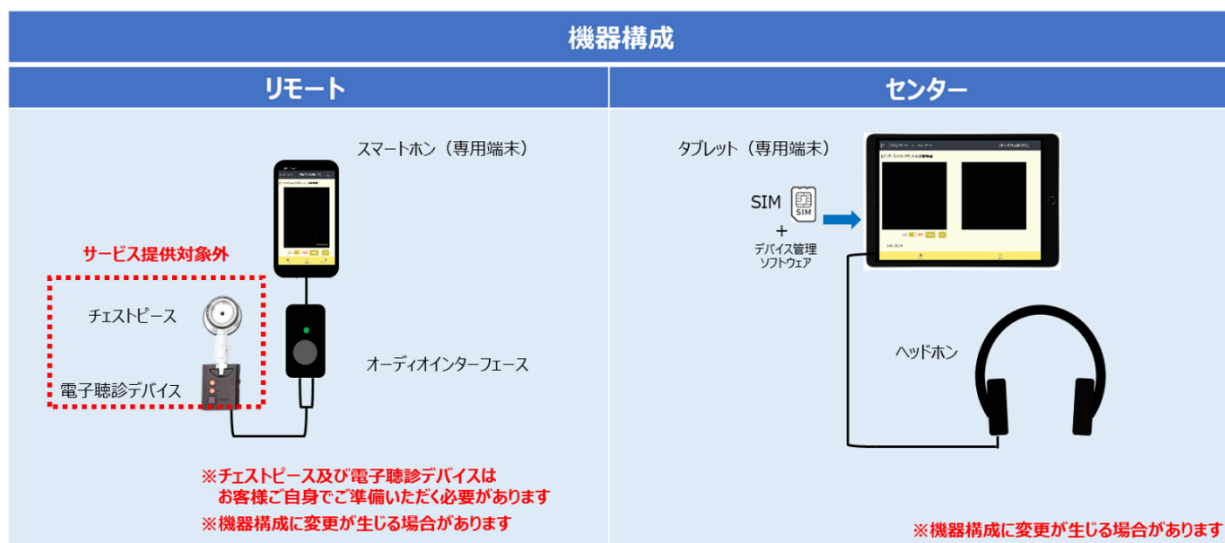 機器構成
リモート
センター
スマートホン（専用端末）
サービス提供対象外
チェストピース
電子聴診デバイス
オーディオインターフェース
※チェストピース及び電子聴診デバイスは
お客様ご自身でご準備いただく必要があります
※機器構成に変更が生じる場合があります
タブレット（専用端末）
SIM
SIM
+
デバイス管理
ソフトウェア
ヘッドホン
※機器構成に変更が生じる場合があります